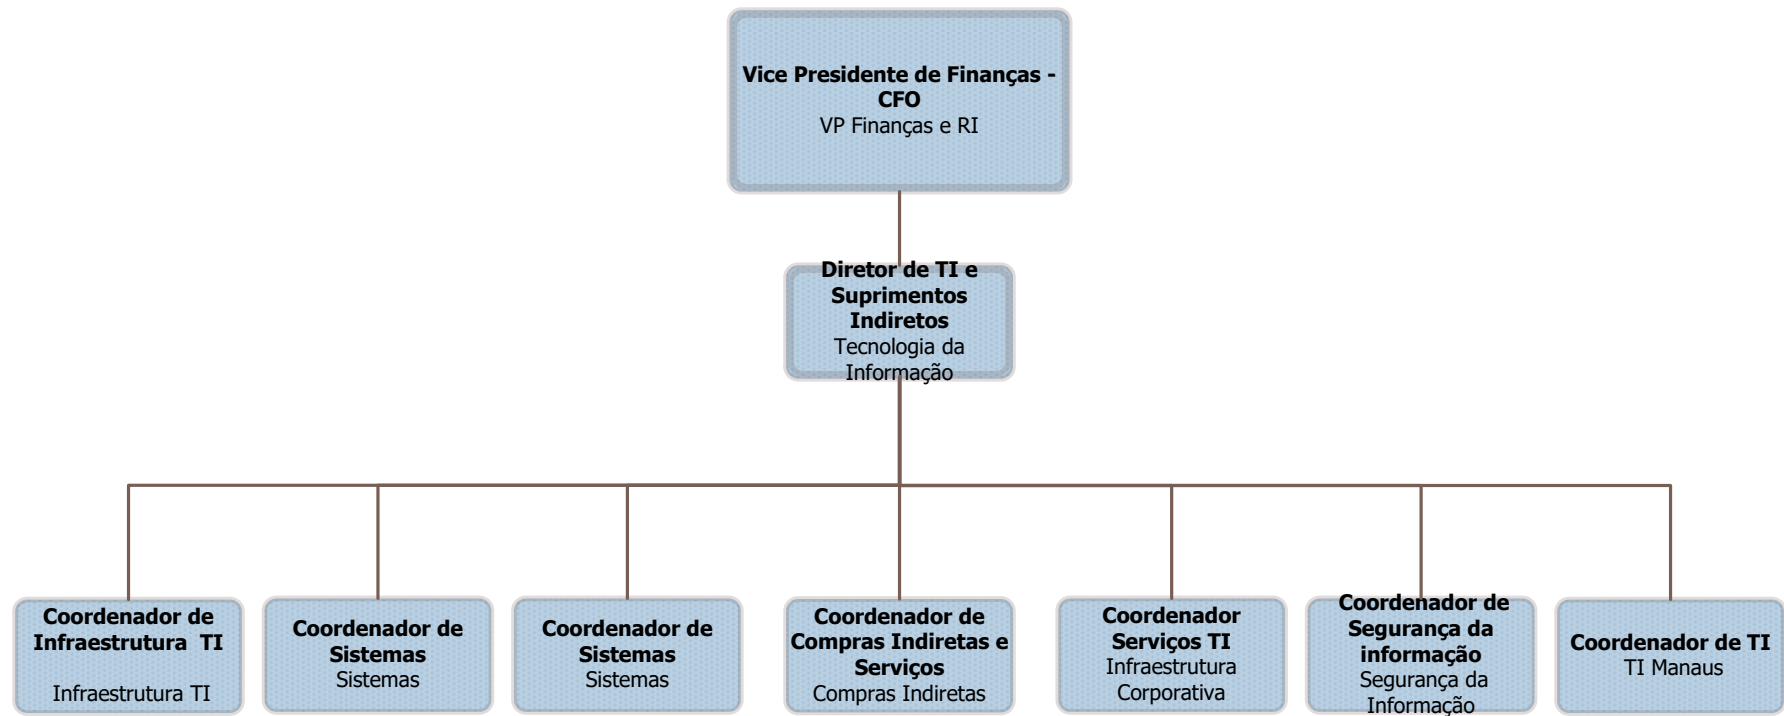 Vice Presidente de Finanças -
CFO
VP Finanças e RI
Diretor de TI e
Suprimentos
Indiretos
Tecnologia da
Informação
Coordenador de
Infraestrutura  TI
Infraestrutura TI
Coordenador de
Sistemas
Sistemas
Coordenador de
Sistemas
Sistemas
Coordenador de
Compras Indiretas e
Serviços
Compras Indiretas
Coordenador
Serviços TI
Infraestrutura
Corporativa
Coordenador de
Segurança da
informação
Segurança da
Informação
Coordenador de TI
TI Manaus